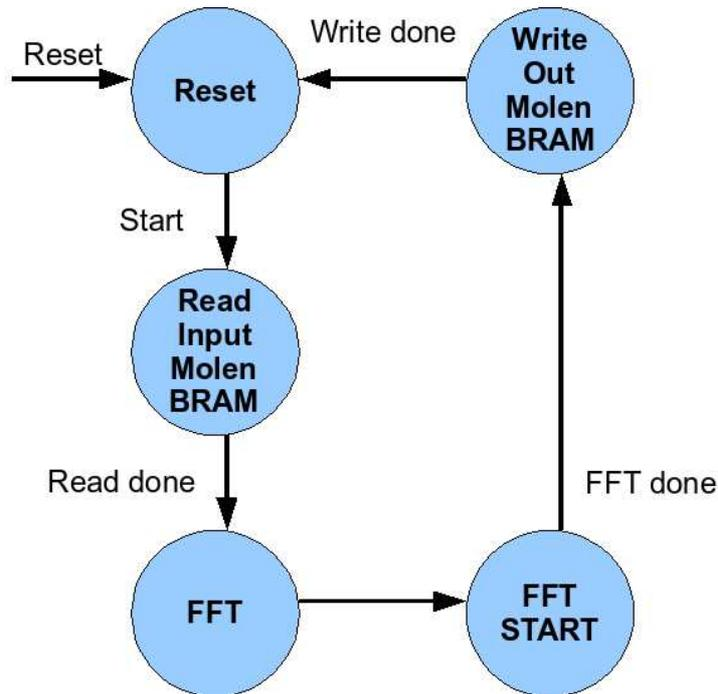 Reset
Reset
Write done
Write
Out
Molen
BRAM
Start
Read
Input
Molen
BRAM
Read done
FFT done
FFT
FFT
START